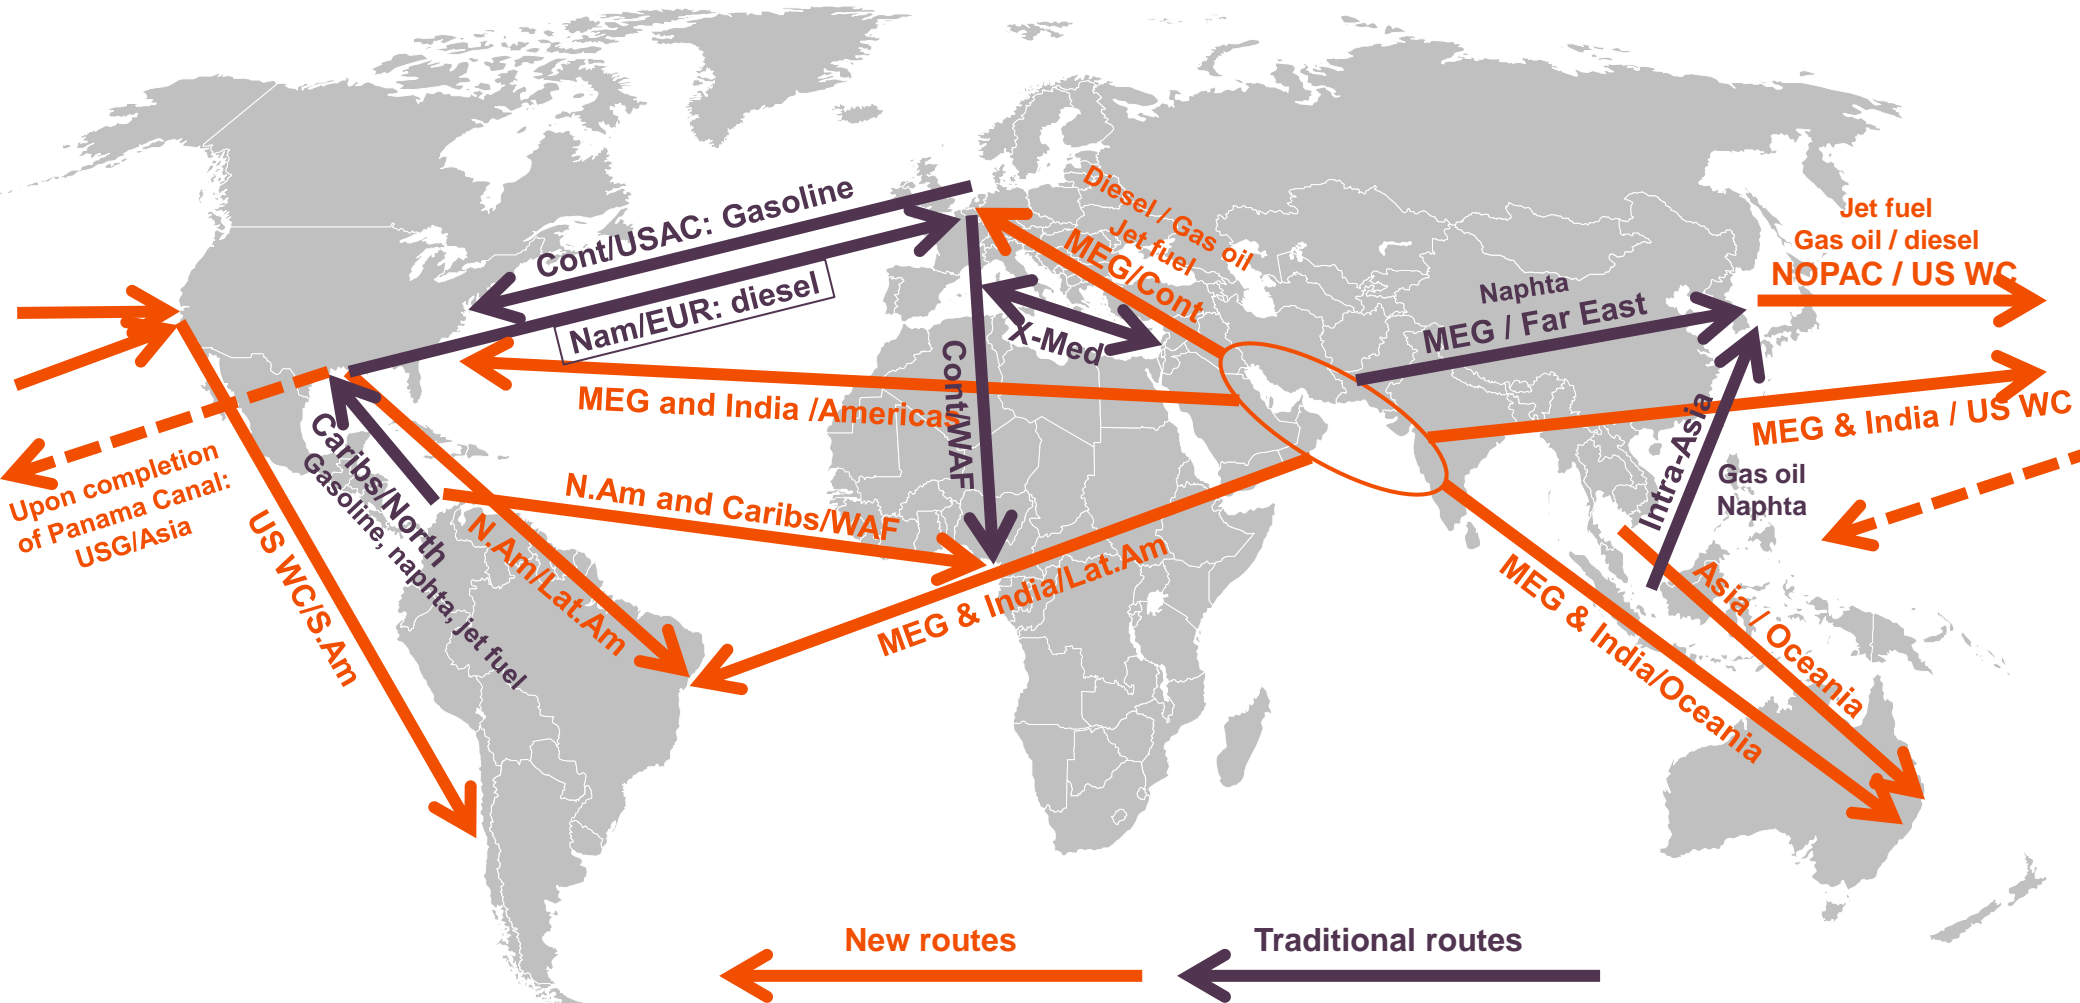 Cont/USAC: Gasoline
Nam/EUR: diesel
Diesel / Gas oil
Jet fuel
MEG/Cont
Jet fuel
Gas oil / diesel
NOPAC / US WC
Naphta
MEG / Far East
X-Med
Cont/WAF
MEG and India /Americas
MEG & India / US WC
Intra-Asia
Gas oil
Naphta
Upon completion
of Panama Canal:
USG/Asia
Caribs/North
Gasoline, naphta, jet fuel
N.Am and Caribs/WAF
US WC/S.Am
N.Am/Lat.Am
MEG & India/Lat.Am
MEG & India/Oceania
Asia / Oceania
New routes
Traditional routes